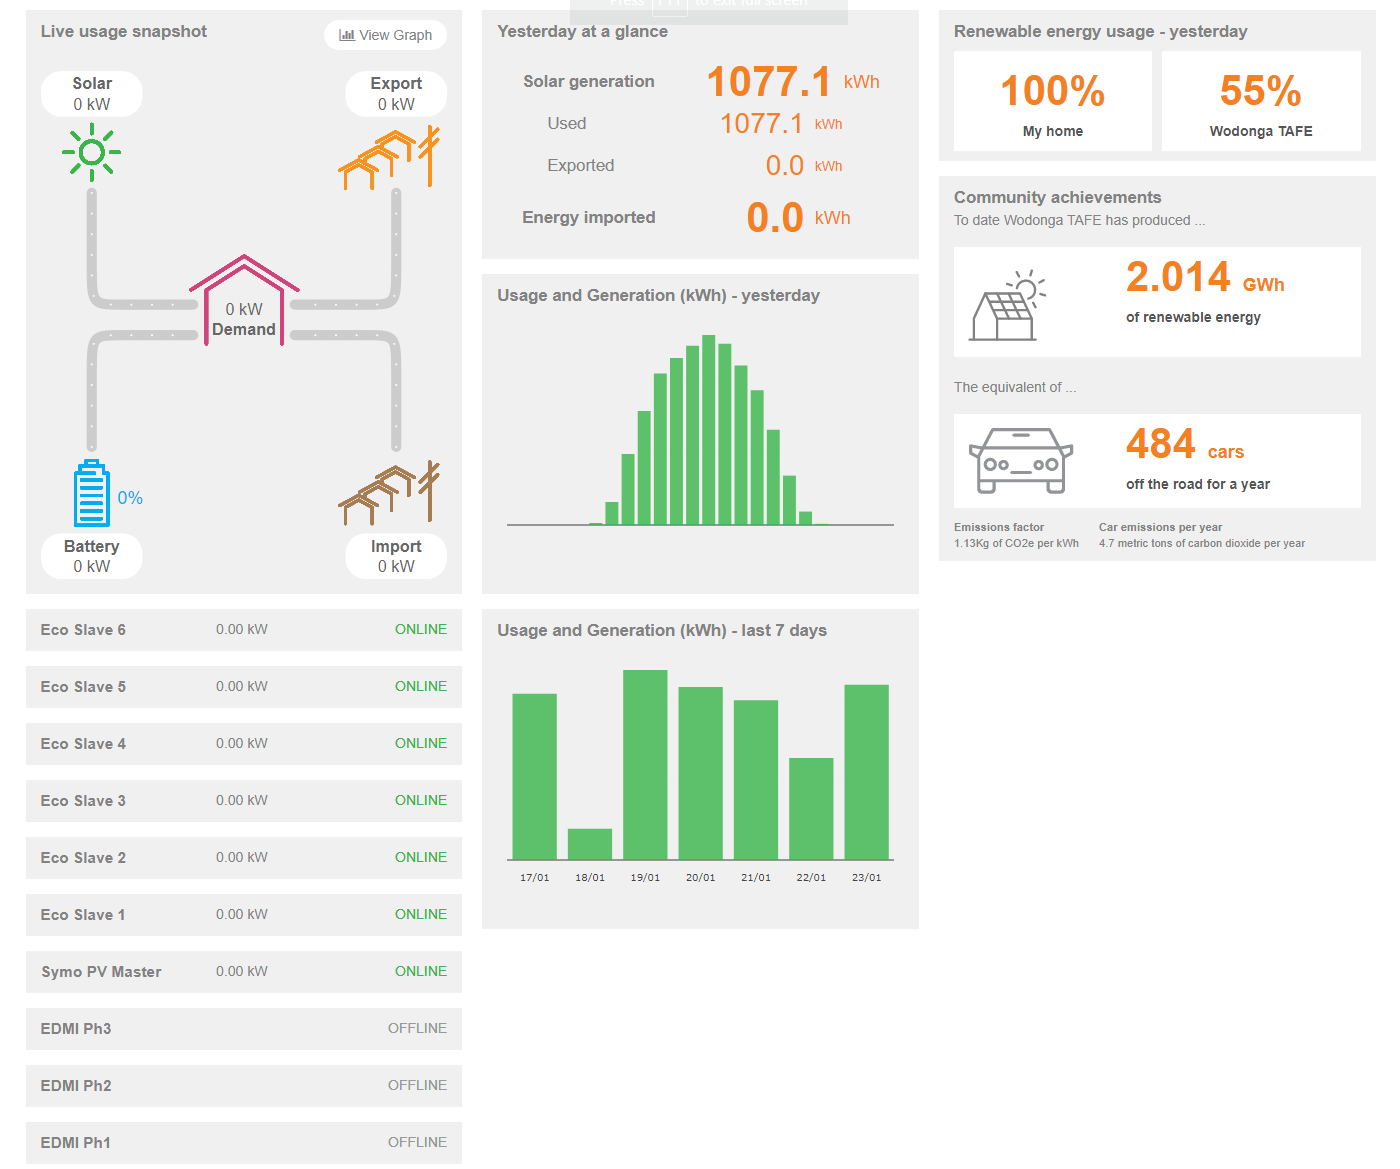 Press F11 to exit full screen
Live usage snapshot
View Graph
Solar
0 kW
Export
0 kW
0 kW
Demand
0%
Battery
0 kW
Import
0 kW
Eco Slave 6 0.00 kW ONLINE
Eco Slave 5 0.00 kW ONLINE
Eco Slave 4 0.00 kW ONLINE
Eco Slave 3 0.00 kW ONLINE
Eco Slave 2 0.00 kW ONLINE
Eco Slave 1 0.00 kW ONLINE
Symo PV Master 0.00 kW ONLINE
EDMI Ph3 OFFLINE
EDMI Ph2 OFFLINE
EDMI Ph1 OFFLINE
Yesterday at a glance
Solar generation 1077.1 kWh
Used 1077.1 kWh
Exported 0.0 kWh
Energy imported 0.0 kWh
Usage and Generation (kWh) - yesterday
Usage and Generation (kWh) - last 7 days
17/01 18/01 19/01 20/01 21/01 22/01 23/01
Renewable energy usage - yesterday
100%
My home
55%
Wodonga TAFE
Community achievements
To date Wodonga TAFE has produced ...
2.014 GWh
of renewable energy
The equivalent of ...
484 cars
off the road for a year
Emissions factor
1.13Kg of CO2e per kWh
Car emissions per year
4.7 metric tons of carbon dioxide per year